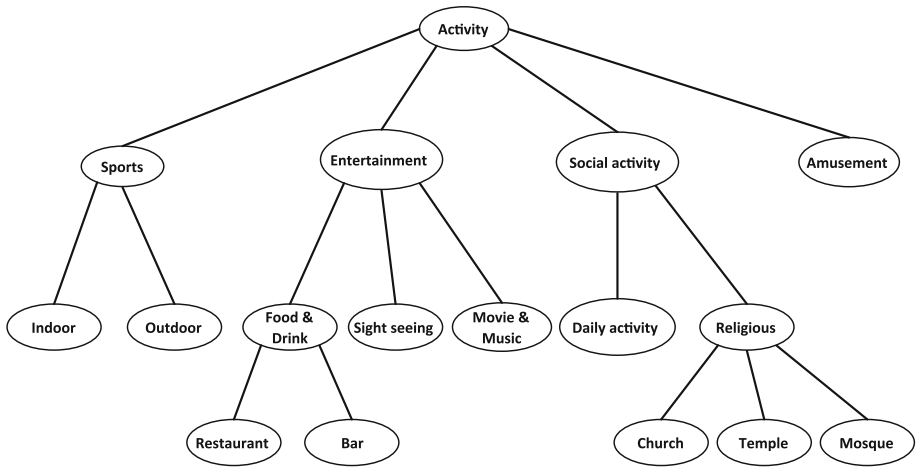 Activity
Sports
Entertainment
Social activity
Amusement
Indoor
Outdoor
Food &
Drink
Sight seeing
Movie &
Music
Daily activity
Religious
Restaurant
Bar
Church
Temple
Mosque